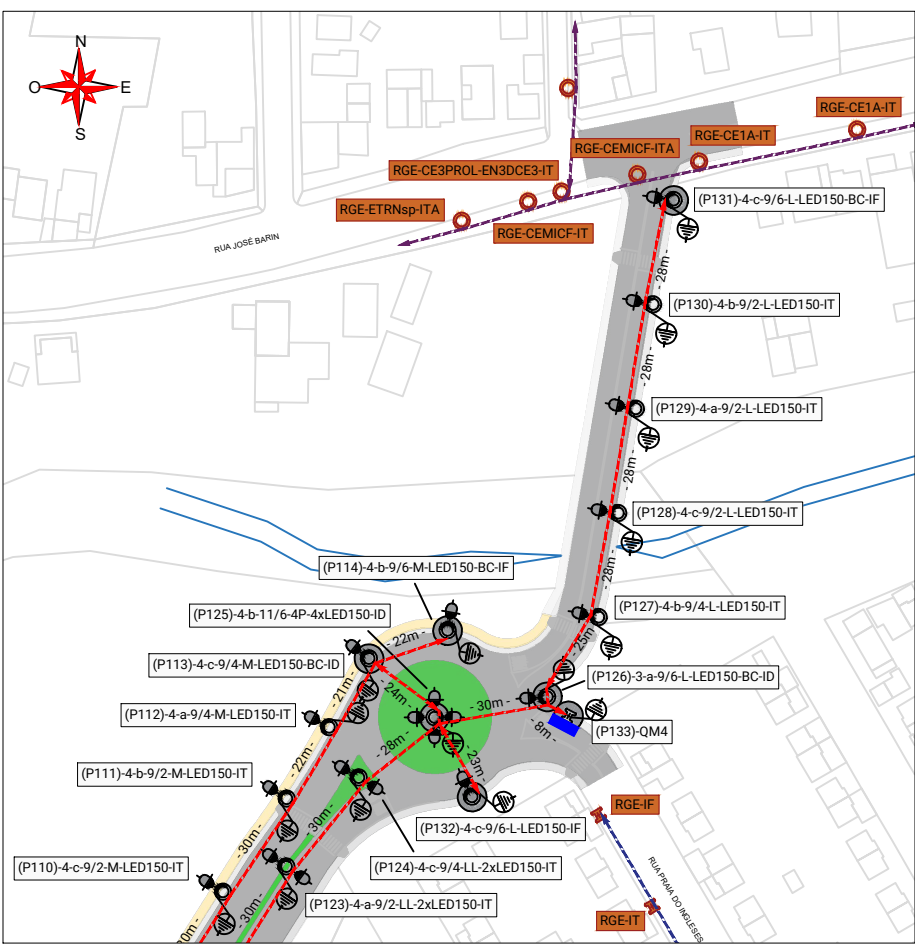 N
O
E
S
RGE-CE1A-IT
RGE-CE1A-IT
RGE-CEMICF-ITA
RGE-CE3PROL-EN3DCE3-IT
RGE-ETRNsp-ITA
RGE-CEMICF-IT
RUA JOSÉ BARIN
(P131)-4-c-9/6-L-LED150-BC-IF
- 28m -
(P130)-4-b-9/2-L-LED150-IT
- 28m -
(P129)-4-a-9/2-L-LED150-IT
- 28m -
(P128)-4-c-9/2-L-LED150-IT
- 28m -
(P114)-4-b-9/6-M-LED150-BC-IF
(P125)-4-b-11/6-4P-4xLED150-ID
(P127)-4-b-9/4-L-LED150-IT
- 25m -
- 22m -
(P113)-4-c-9/4-M-LED150-BC-ID
(P126)-3-a-9/6-L-LED150-BC-ID
- 21m -
- 24m -
- 30m -
(P112)-4-a-9/4-M-LED150-IT
- 8m -
(P133)-QM4
- 28m -
- 23m -
- 22m -
(P111)-4-b-9/2-M-LED150-IT
RGE-IF
- 30m -
(P132)-4-c-9/6-L-LED150-IF
- 30m -
(P110)-4-c-9/2-M-LED150-IT
(P124)-4-c-9/4-LL-2xLED150-IT
RUA PRAIA DO INGLESES
(P123)-4-a-9/2-LL-2xLED150-IT
- 30m -
RGE-IT